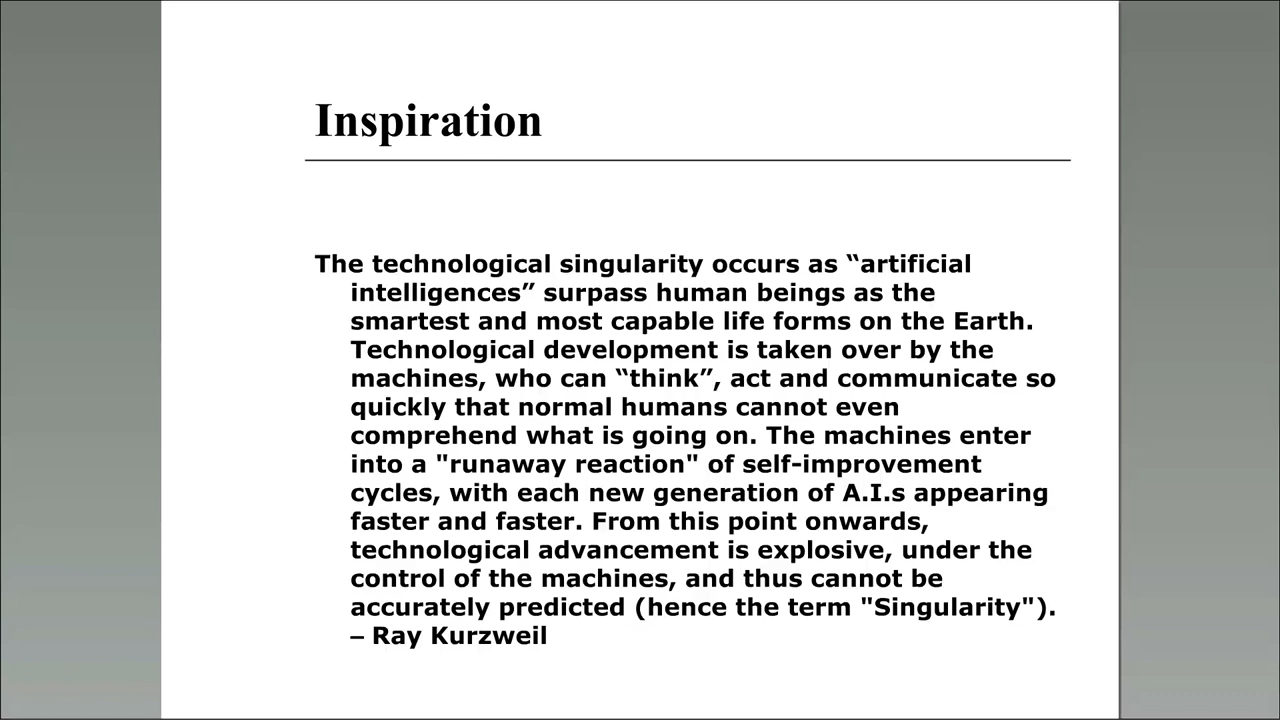 Inspiration
The technological singularity occurs as “artificial
intelligences” surpass human beings as the
smartest and most capable life forms on the Earth.
Technological development is taken over by the
machines, who can “think”, act and communicate so
quickly that normal humans cannot even
comprehend what is going on. The machines enter
into a "runaway reaction" of self-improvement
cycles, with each new generation of A.I.s appearing
faster and faster. From this point onwards,
technological advancement is explosive, under the
control of the machines, and thus cannot be
accurately predicted (hence the term "Singularity").
– Ray Kurzweil